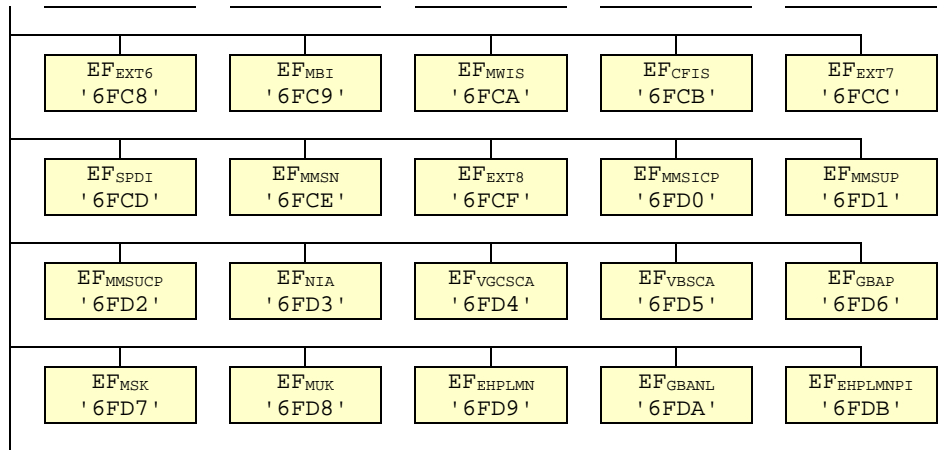 EFEXT6 EFMBI EFMWIS EFCFIS EFEXT7
'6FC8' '6FC9' '6FCA' '6FCB' '6FCC'
EFSPDI EFMMSN EFEXT8 EFMMSICP EFMMSUP
'6FCD' '6FCE' '6FCF' '6FD0' '6FD1'
EFMMSUCP EFNIA EFVGCSCA EFVBSCA EFGBAP
'6FD2' '6FD3' '6FD4' '6FD5' '6FD6'
EFMSK EFMUK EFEHPLMN EFGBANL EFEHPLMNPI
'6FD7' '6FD8' '6FD9' '6FDA' '6FDB'